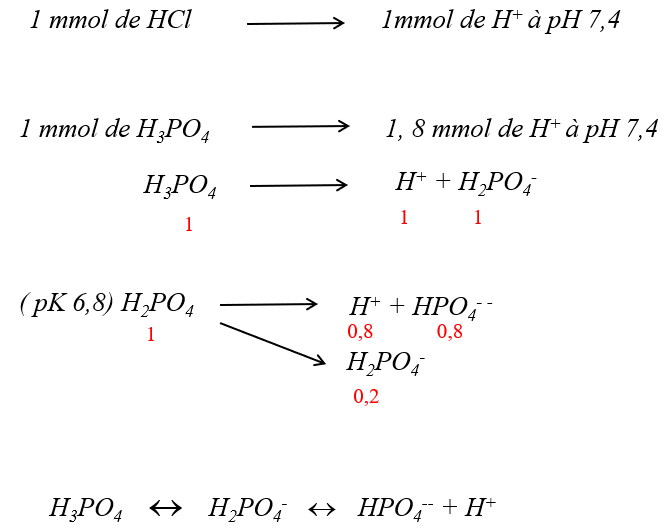 1 mmol de HCl ⟶ 1mmol de H⁺ à pH 7,4
1 mmol de H₃PO₄ ⟶ 1, 8 mmol de H⁺ à pH 7,4
H₃PO₄ ⟶ H⁺ + H₂PO₄⁻
1 1 1
( pK 6,8) H₂PO₄ ⟶ H⁺ + HPO₄⁻ ⁻
1 0,8 0,8
H₂PO₄⁻
0,2
H₃PO₄ ↔ H₂PO₄⁻ ↔ HPO₄⁻⁻ + H⁺